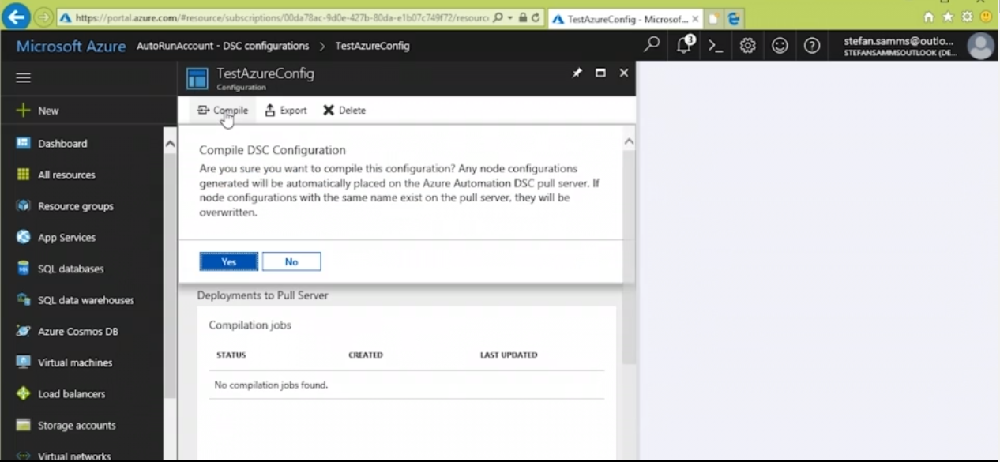 https://portal.azure.com/#resource/subscriptions/00da78ac-9d0e-427b-80da-e1b07c749f72/resourc
TestAzureConfig - Microsof...
Microsoft Azure AutoRunAccount - DSC configurations > TestAzureConfig
3
stefan.samms@outlo...
STEFANSAMMSOUTLOOK (DE...
TestAzureConfig
Configuration
New
Compile Export Delete
Dashboard
All resources
Resource groups
App Services
SQL databases
SQL data warehouses
Azure Cosmos DB
Virtual machines
Load balancers
Storage accounts
Virtual networks
Compile DSC Configuration
Are you sure you want to compile this configuration? Any node configurations
generated will be automatically placed on the Azure Automation DSC pull server. If
node configurations with the same name exist on the pull server, they will be
overwritten.
Yes No
Deployments to Pull Server
Compilation jobs
STATUS CREATED LAST UPDATED
No compilation jobs found.